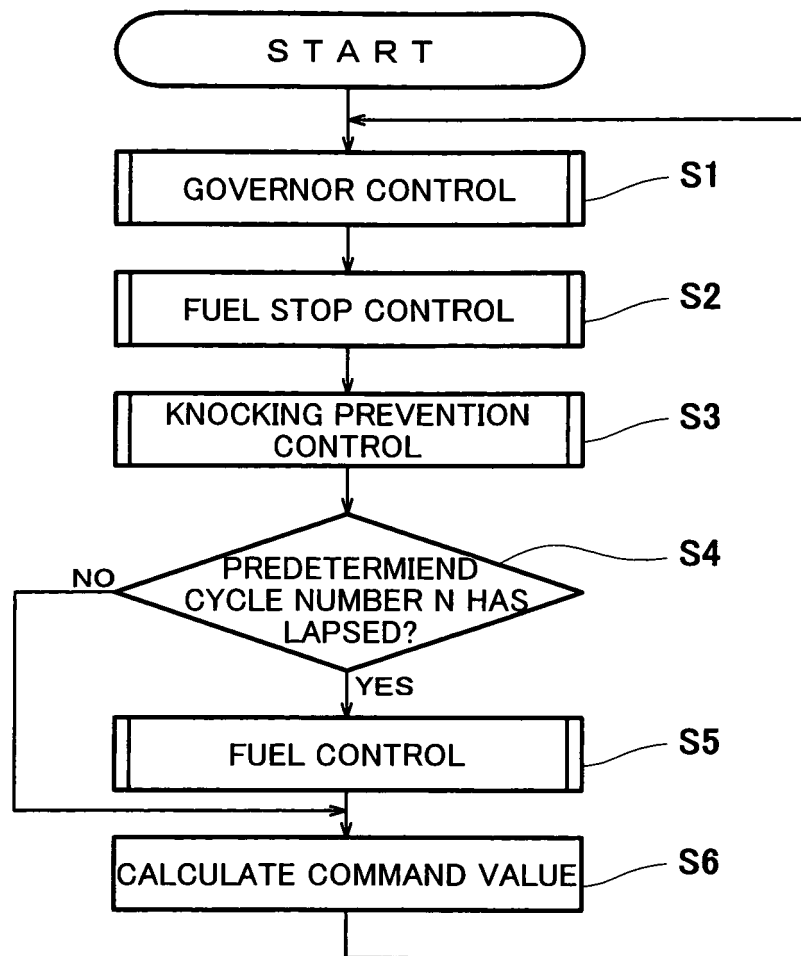 START
GOVERNOR CONTROL
S1
FUEL STOP CONTROL
S2
KNOCKING PREVENTION
CONTROL
S3
PREDETERMIEND
CYCLE NUMBER N HAS
LAPSED?
S4
NO
YES
FUEL CONTROL
S5
CALCULATE COMMAND VALUE
S6